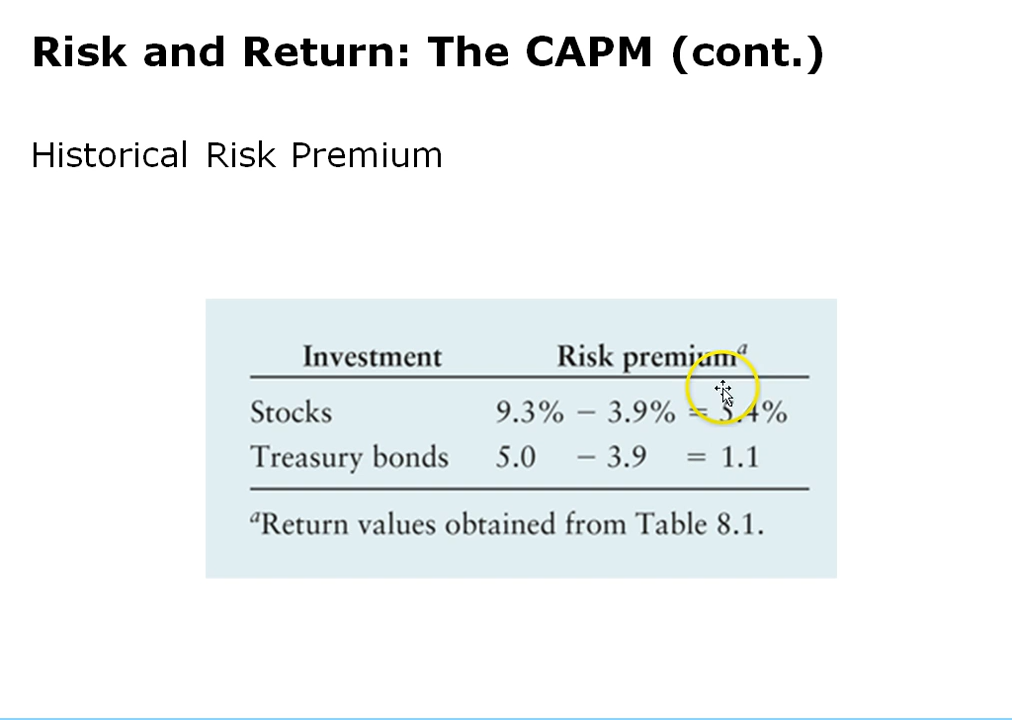 Risk and Return: The CAPM (cont.)
Historical Risk Premium
Investment Risk premiumᵃ
Stocks 9.3% − 3.9% = 5.4%
Treasury bonds 5.0 − 3.9 = 1.1
ᵃReturn values obtained from Table 8.1.